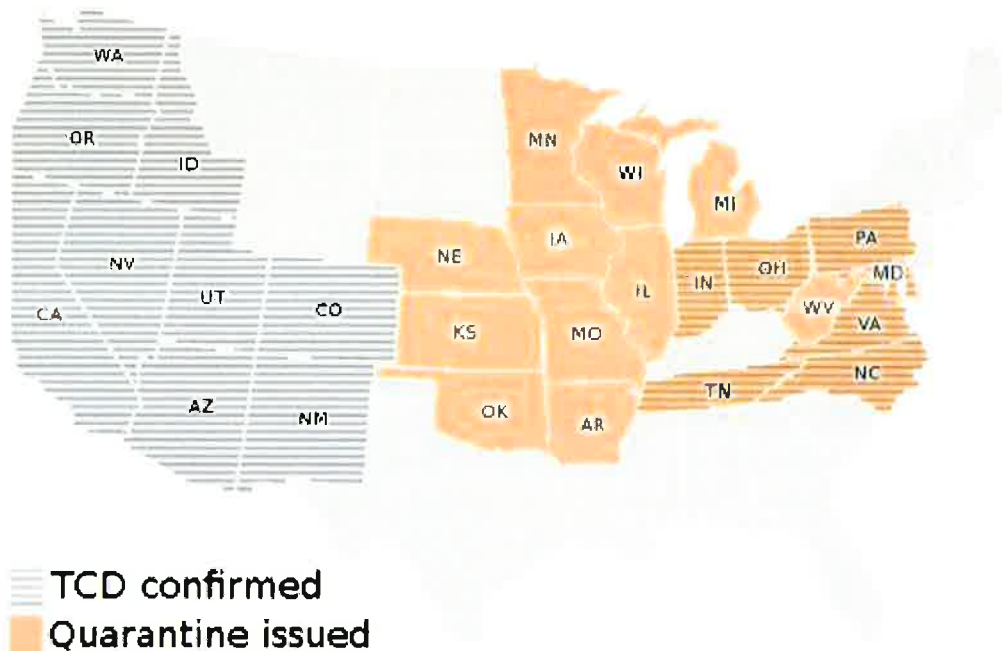 WA
OR
ID
MN
WI
MI
NE
IA
PA
NV
IL
IN
OH
MD
UT
CO
CA
KS
MO
WV
VA
TN
NC
AZ
NM
OK
AR
TCD confirmed
Quarantine issued